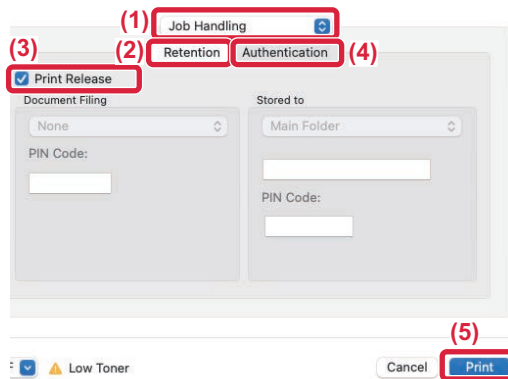 (1) Job Handling
(3) (2) Retention Authentication (4)
Print Release
Document Filing Stored to
None Main Folder
PIN Code:
PIN Code:
(5)
F Low Toner Cancel Print